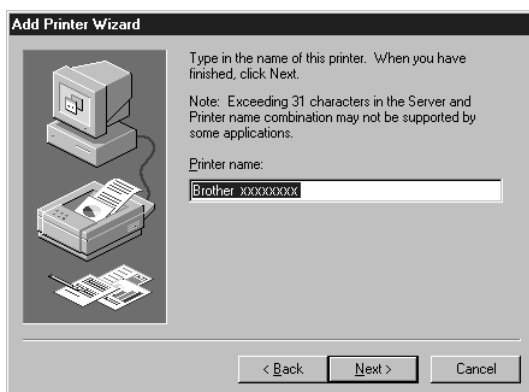 Add Printer Wizard
Type in the name of this printer.  When you have
finished, click Next.
Note:  Exceeding 31 characters in the Server and
Printer name combination may not be supported by
some applications.
Printer name:
Brother xxxxxxxx
< Back
Next >
Cancel